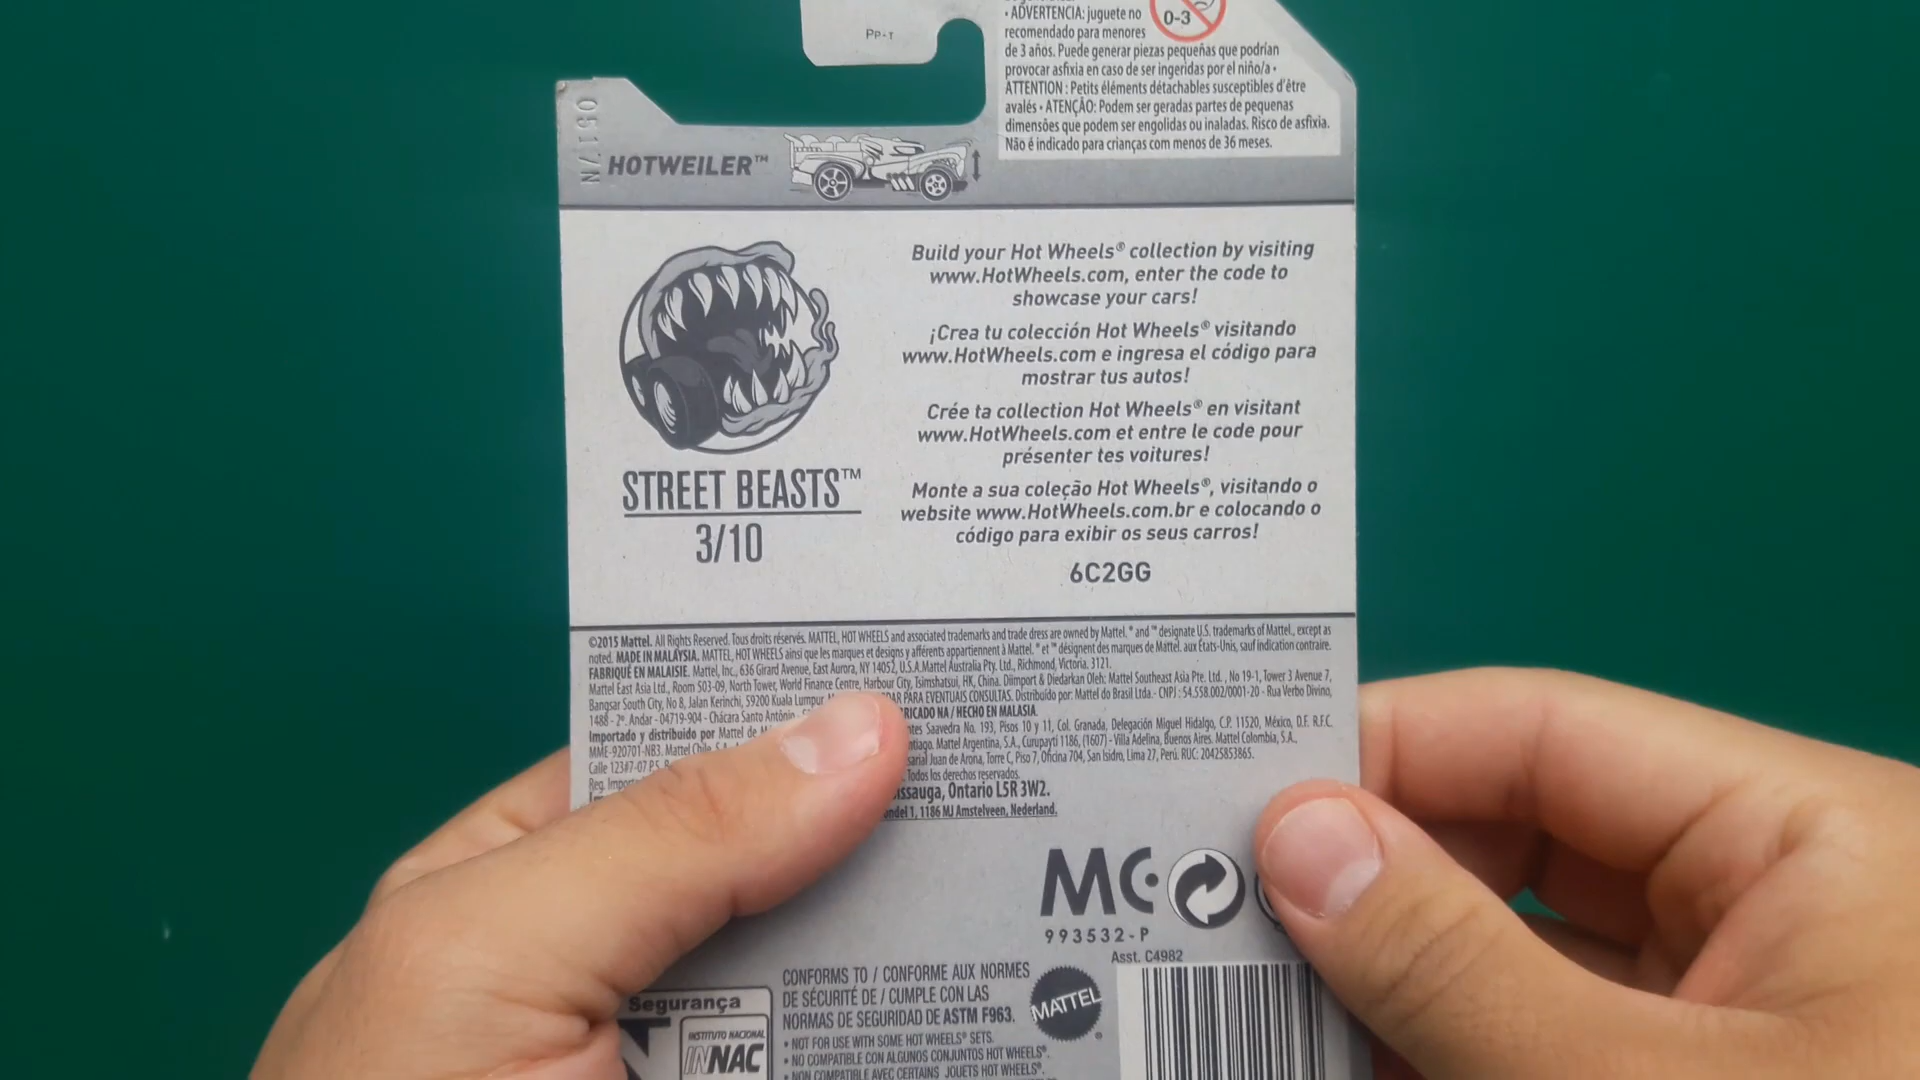 PP-T
• ADVERTENCIA: juguete no
recomendado para menores
de 3 años. Puede generar piezas pequeñas que podrían
provocar asfixia en caso de ser ingeridas por el niño/a •
ATTENTION : Petits éléments détachables susceptibles d'être
avalés • ATENÇÃO: Podem ser geradas partes de pequenas
dimensões que podem ser engolidas ou inaladas. Risco de asfixia.
Não é indicado para crianças com menos de 36 meses.
0-3
0517N
HOTWEILER™
Build your Hot Wheels® collection by visiting
www.HotWheels.com, enter the code to
showcase your cars!
¡Crea tu colección Hot Wheels® visitando
www.HotWheels.com e ingresa el código para
mostrar tus autos!
Crée ta collection Hot Wheels® en visitant
www.HotWheels.com et entre le code pour
présenter tes voitures!
Monte a sua coleção Hot Wheels®, visitando o
website www.HotWheels.com.br e colocando o
código para exibir os seus carros!
6C2GG
STREET BEASTS™
3/10
©2015 Mattel. All Rights Reserved. Tous droits réservés. MATTEL, HOT WHEELS and associated trademarks and trade dress are owned by Mattel. ® and ™ designate U.S. trademarks of Mattel, except as
noted. MADE IN MALAYSIA. MATTEL, HOT WHEELS ainsi que les marques et designs y afférents appartiennent à Mattel. ® et ™ désignent des marques de Mattel. aux États-Unis, sauf indication contraire.
FABRIQUÉ EN MALAISIE. Mattel, Inc., 636 Girard Avenue, East Aurora, NY 14052, U.S.A. Mattel Australia Pty. Ltd., Richmond, Victoria. 3121.
Mattel East Asia Ltd., Room 503-09, North Tower, World Finance Centre, Harbour City, Tsimshatsui, HK, China. Diimport & Diedarkan Oleh: Mattel Southeast Asia Pte. Ltd. , No 19-1, Tower 3 Avenue 7,
Bangsar South City, No 8, Jalan Kerinchi, 59200 Kuala Lumpur PARA EVENTUAIS CONSULTAS. Distribuído por: Mattel do Brasil Ltda.- CNPJ : 54.558.002/0001-20 - Rua Verbo Divino,
1488 - 2º. Andar - 04719-904 - Chácara Santo Antônio NA / HECHO EN MALASIA.
Importado y distribuido por Mattel de Saavedra No. 193, Pisos 10 y 11, Col. Granada, Delegación Miguel Hidalgo, C.P. 11520, México, D.F. R.F.C.
MME-920701-NB3. Mattel Chile Mattel Argentina, S.A., Curupaytí 1186, (1607) - Villa Adelina, Buenos Aires. Mattel Colombia, S.A.,
Calle 123#7-07 P.5 Juan de Arona, Torre C, Piso 7, Oficina 704, San Isidro, Lima 27, Perú. RUC: 20425853865.
Reg. Todos los derechos reservados.
Ontario L5R 3W2.
1, 1186 MJ Amstelveen, Nederland.
MC
993532-P
Asst. C4982
Segurança
INSTITUTO NACIONAL
INNAC
CONFORMS TO / CONFORME AUX NORMES
DE SÉCURITÉ DE / CUMPLE CON LAS
NORMAS DE SEGURIDAD DE ASTM F963.
• NOT FOR USE WITH SOME HOT WHEELS® SETS.
• NO COMPATIBLE CON ALGUNOS CONJUNTOS HOT WHEELS®.
• NON COMPATIBLE AVEC CERTAINS JOUETS HOT WHEELS®.
MATTEL